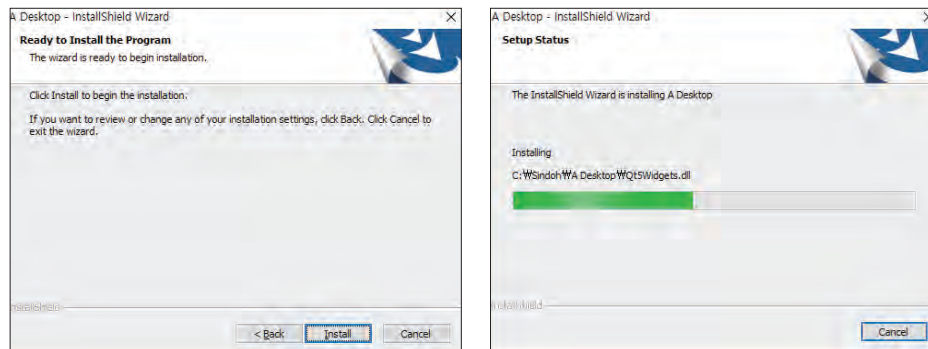 A Desktop - InstallShield Wizard
Ready to Install the Program
The wizard is ready to begin installation.
Click Install to begin the installation.
If you want to review or change any of your installation settings, click Back. Click Cancel to
exit the wizard.
InstallShield
< Back
Install
Cancel
A Desktop - InstallShield Wizard
Setup Status
The InstallShield Wizard is installing A Desktop
Installing
C:₩Sindoh₩A Desktop₩Qt5Widgets.dll
InstallShield
Cancel